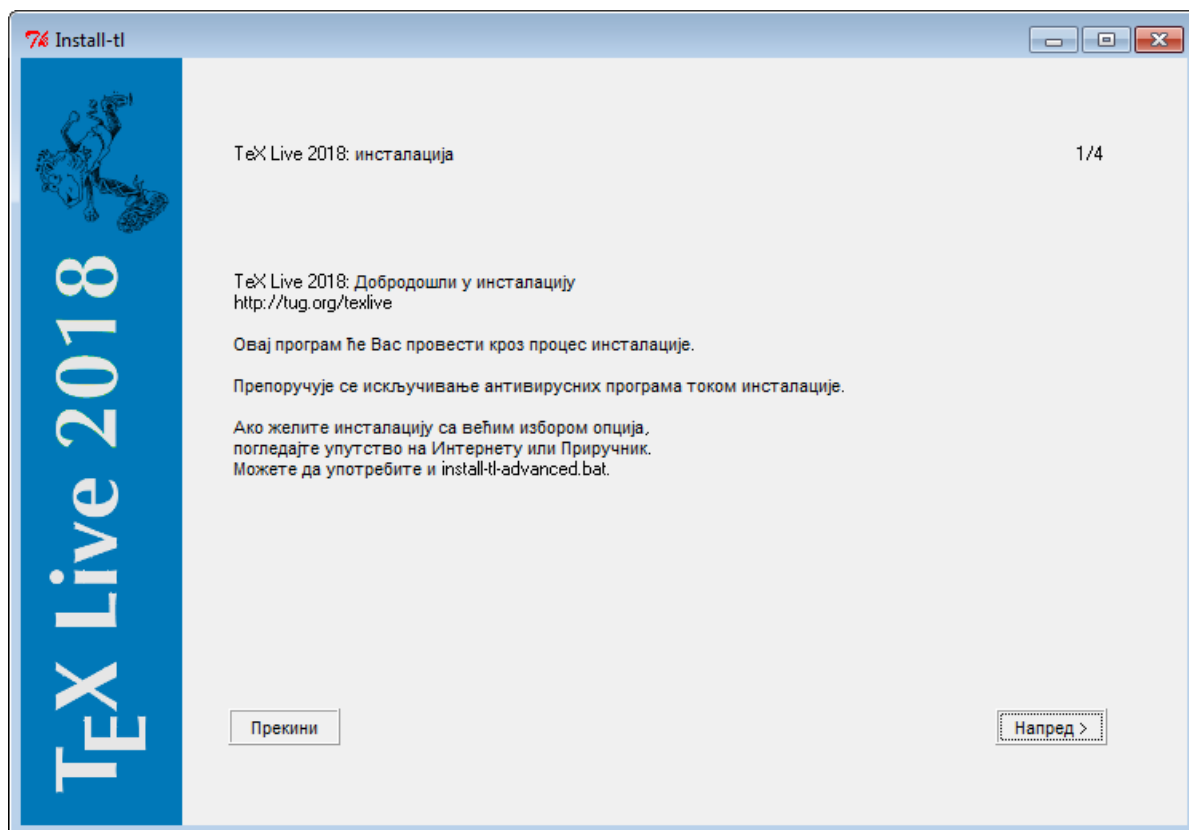 Install-tl
TeX Live 2018
TeX Live 2018: инсталација
1/4
TeX Live 2018: Добродошли у инсталацију
http://tug.org/texlive
Овај програм ће Вас провести кроз процес инсталације.
Препоручује се искључивање антивирусних програма током инсталације.
Ако желите инсталацију са већим избором опција,
погледајте упутство на Интернету или Приручник.
Можете да употребите и install-tl-advanced.bat.
Прекини
Напред >